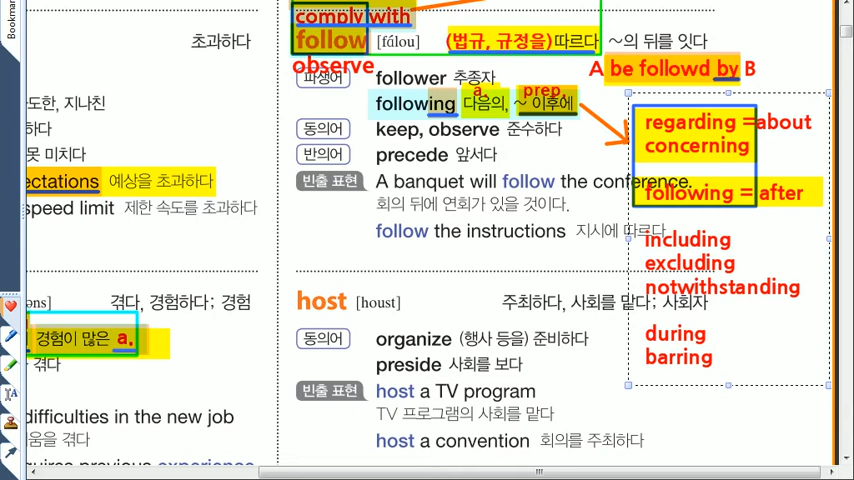 Bookmar
comply with
초과하다
follow [fálou] (법규, 규정을) 따르다 ~의 뒤를 잇다
observe
A be followd by B
파생어 follower 추종자
a. prep.
도한, 지나친
following 다음의, ~ 이후에
regarding = about
하다
동의어 keep, observe 준수하다
concerning
못 미치다
반의어 precede 앞서다
ectations 예상을 초과하다
빈출 표현 A banquet will follow the conference.
following = after
speed limit 제한 속도를 초과하다
회의 뒤에 연회가 있을 것이다.
follow the instructions 지시에 따르다
including
excluding
notwithstanding
əns] 겪다, 경험하다; 경험
host [houst] 주최하다, 사회를 맡다; 사회자
경험이 많은 a.
동의어 organize (행사 등을) 준비하다
during
겪다
preside 사회를 보다
barring
빈출 표현 host a TV program
difficulties in the new job
TV 프로그램의 사회를 맡다
움을 겪다
host a convention 회의를 주최하다
quires previous experience